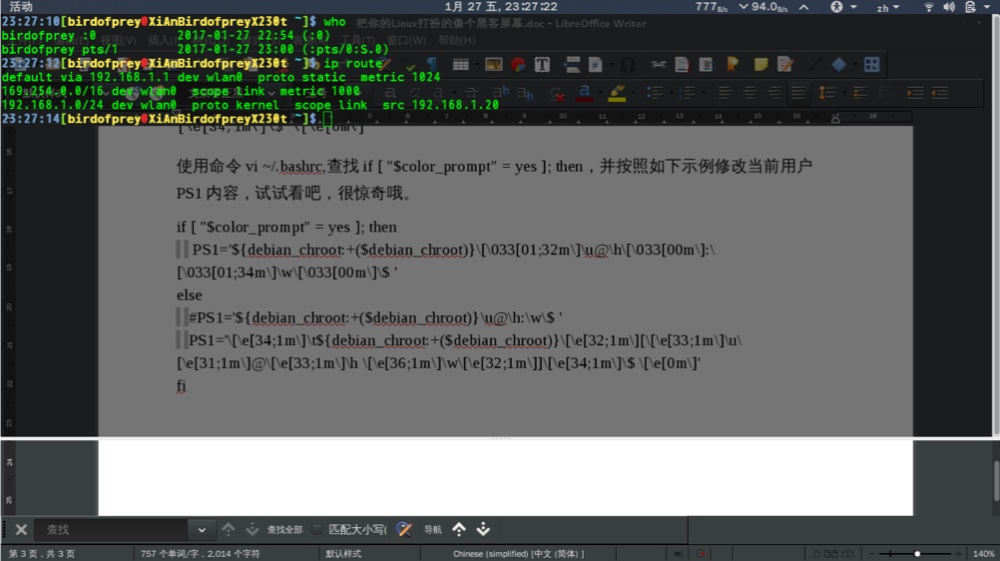 活动
1月 27 五, 23:27:22
777B/s
94.0B/s
zh
把你的Linux打扮的像个黑客屏幕.doc - LibreOffice Writer
23:27:10[birdofprey@XiAnBirdofpreyX230t ~]$ who
birdofprey :0 2017-01-27 22:54 (:0)
birdofprey pts/1 2017-01-27 23:00 (:pts/0:S.0)
视图(V)
工具(T)
窗口(W)
帮助(H)
23:27:12[birdofprey@XiAnBirdofpreyX230t ~]$ ip route
default via 192.168.1.1 dev wlan0 proto static metric 1024
169.254.0.0/16 dev wlan0 scope link metric 1000
192.168.1.0/24 dev wlan0 proto kernel scope link src 192.168.1.20
23:27:14[birdofprey@XiAnBirdofpreyX230t ~]$
[\e[34;1m\]\$ \[\e[0m\]
使用命令 vi ~/.bashrc,查找 if [ "$color_prompt" = yes ]; then，并按照如下示例修改当前用户
PS1 内容，试试看吧，很惊奇哦。
if [ "$color_prompt" = yes ]; then
PS1='${debian_chroot:+($debian_chroot)}\[\033[01;32m\]\u@\h\[\033[00m\]:\
[\033[01;34m\]\w\[\033[00m\]\$ '
else
#PS1='${debian_chroot:+($debian_chroot)}\u@\h:\w\$ '
PS1='\[\e[34;1m\]\t${debian_chroot:+($debian_chroot)}\[\e[32;1m\][\[\e[33;1m\]\u\
[\e[31;1m\]@\[\e[33;1m\]\h \[\e[36;1m\]\w\[\e[32;1m\]]\[\e[34;1m\]\$ \[\e[0m\]'
fi
查找
查找全部
匹配大小写(
导航
第 3 页，共 3 页
757 个单词/字，2,014 个字符
默认样式
Chinese (simplified) [中文 (简体) ]
140%